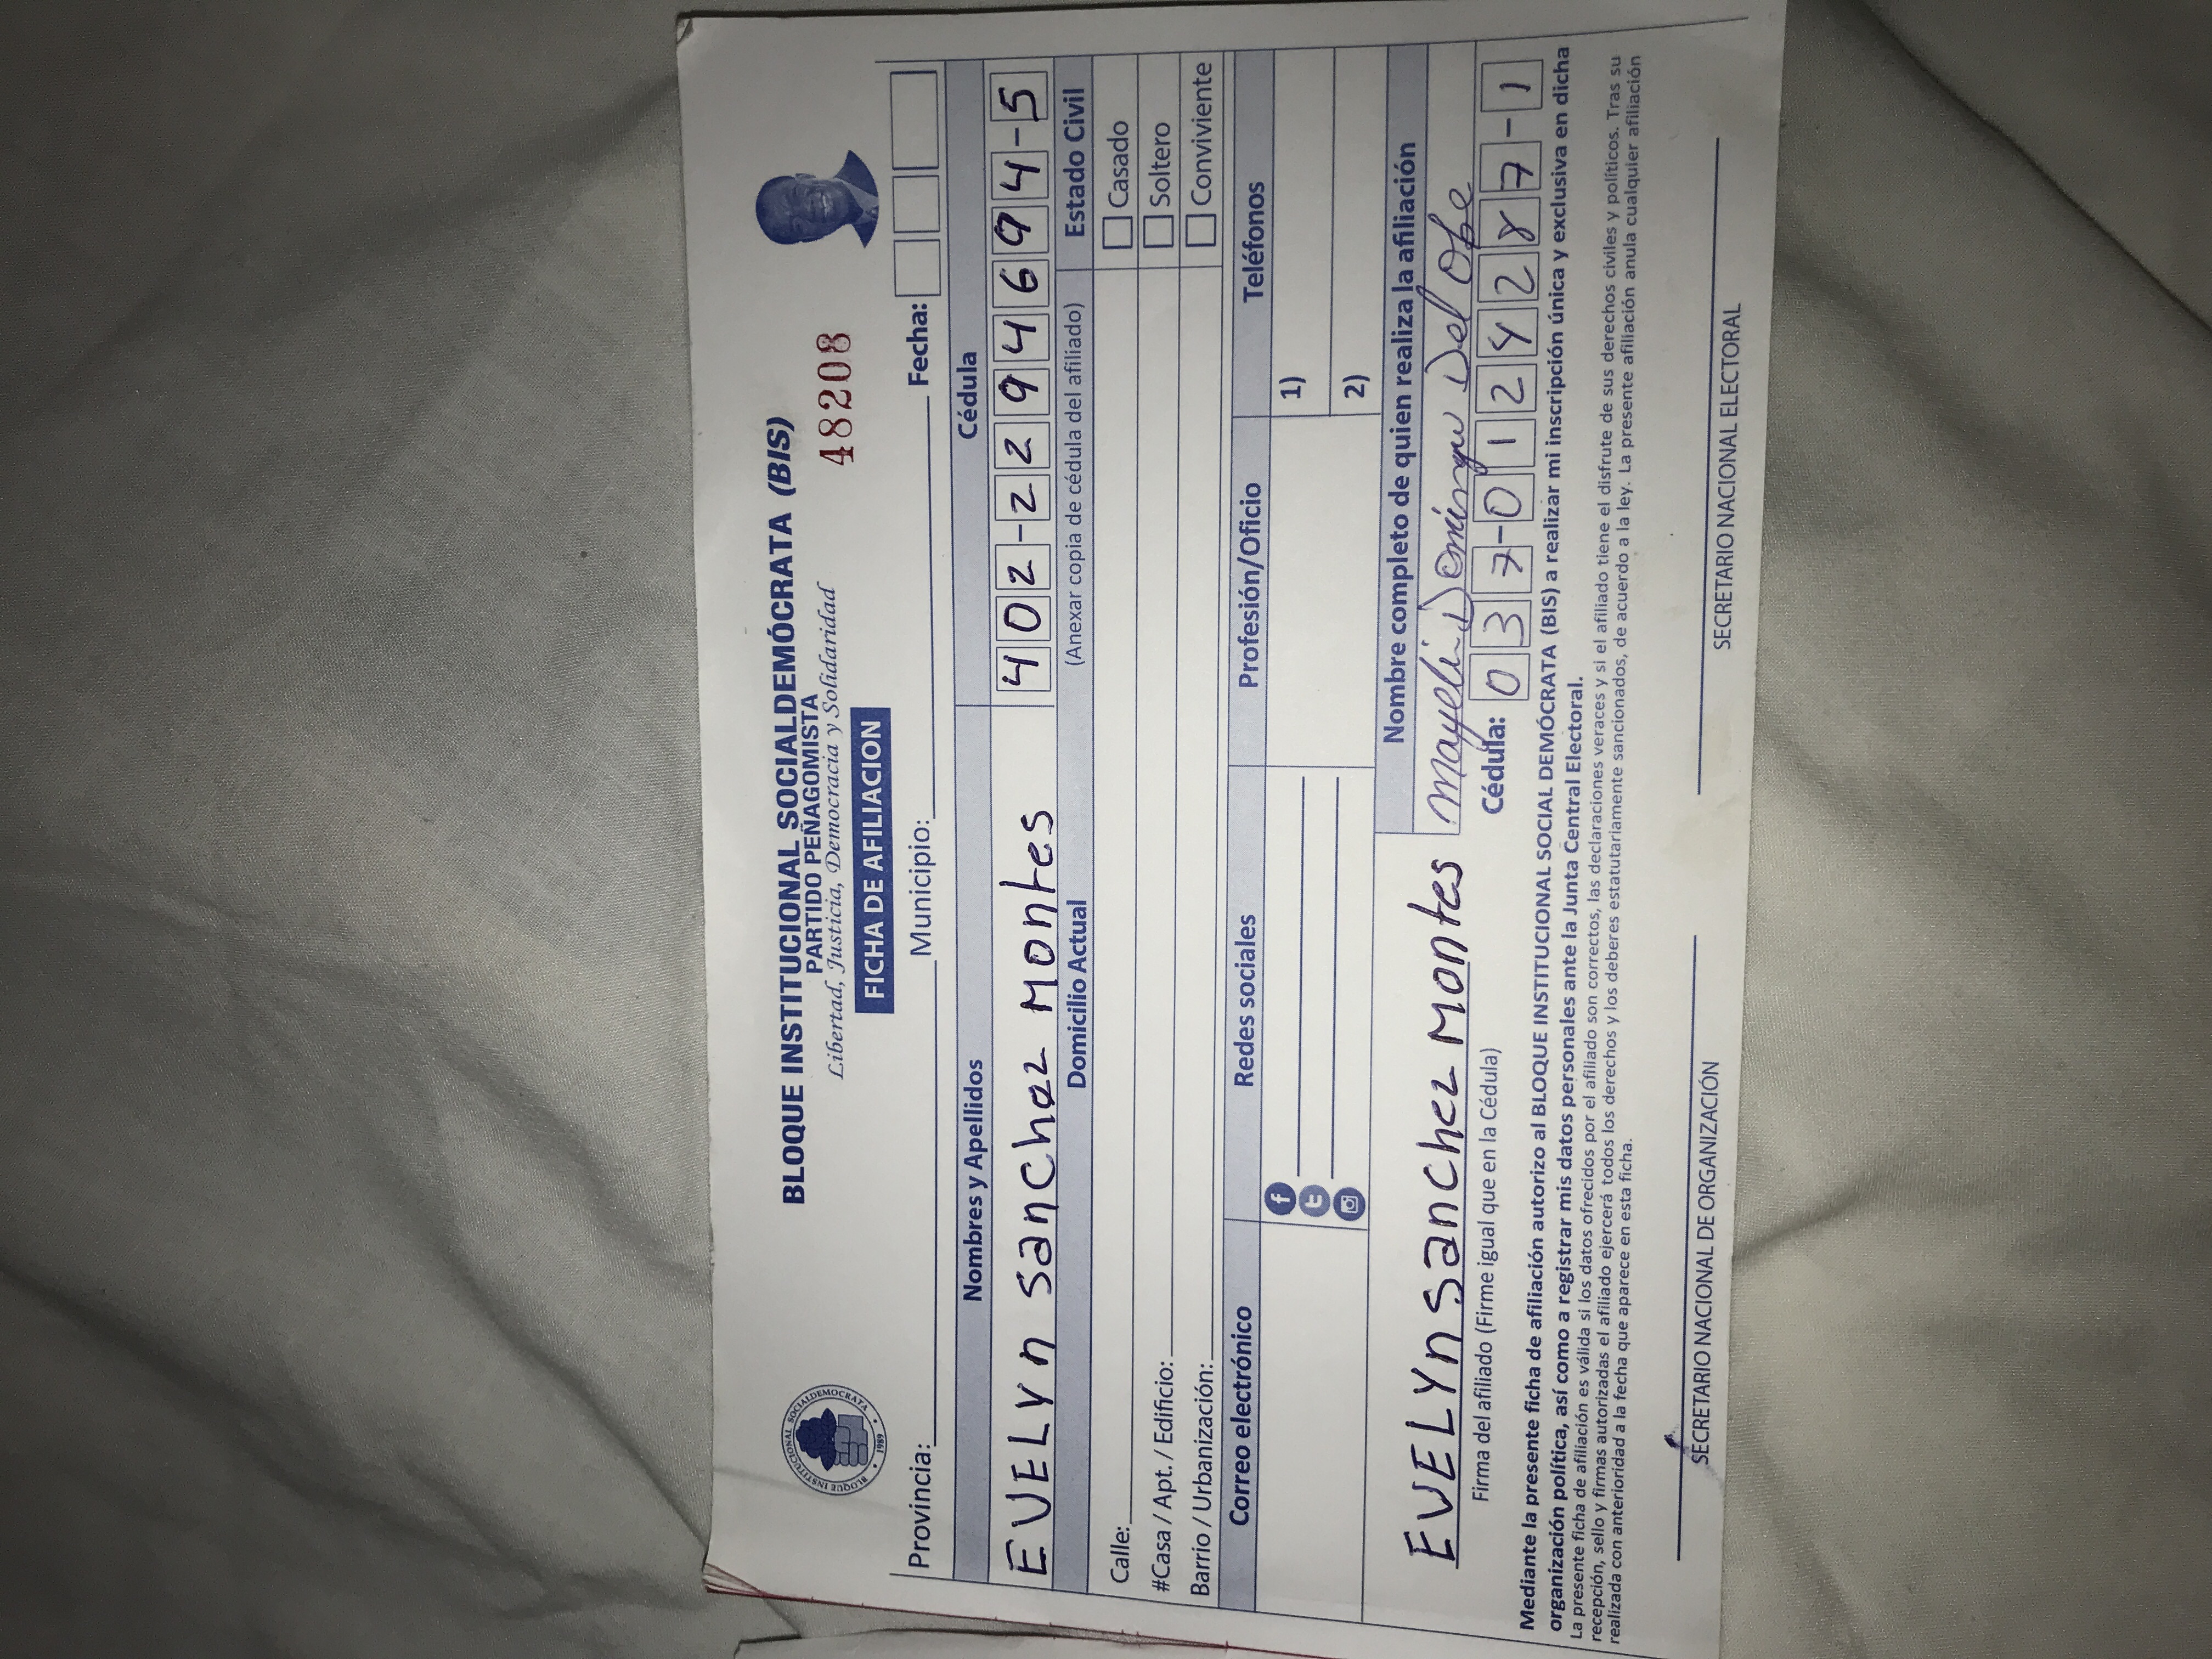 BLOQUE INSTITUCIONAL SOCIALDEMÓCRATA (BIS)
PARTIDO PEÑAGOMISTA
Libertad, Justicia, Democracia y Solidaridad
48208
FICHA DE AFILIACION
BLOQUE INSTITUCIONAL SOCIALDEMOCRATA
1989
Provincia: Municipio: Fecha:
Nombres y Apellidos Cédula
EVELYn sanchez Montes 402-2294694-5
Domicilio Actual (Anexar copia de cédula del afiliado) Estado Civil
Calle: Casado
#Casa / Apt. / Edificio: Soltero
Barrio / Urbanización: Conviviente
Correo electrónico Redes sociales Profesión/Oficio Teléfonos
1)
2)
Nombre completo de quien realiza la afiliación
EVELYn sanchez Montes Mayelin Del
Firma del afiliado (Firme igual que en la Cédula) Cédula: 037-0124287-1
Mediante la presente ficha de afiliación autorizo al BLOQUE INSTITUCIONAL SOCIAL DEMÓCRATA (BIS) a realizar mi inscripción única y exclusiva en dicha
organización política, así como a registrar mis datos personales ante la Junta Central Electoral.
La presente ficha de afiliación es válida si los datos ofrecidos por el afiliado son correctos, las declaraciones veraces y si el afiliado tiene el disfrute de sus derechos civiles y políticos. Tras su
recepción, sello y firmas autorizadas el afiliado ejercerá todos los derechos y los deberes estatutariamente sancionados, de acuerdo a la ley. La presente afiliación anula cualquier afiliación
realizada con anterioridad a la fecha que aparece en esta ficha.
SECRETARIO NACIONAL DE ORGANIZACIÓN SECRETARIO NACIONAL ELECTORAL